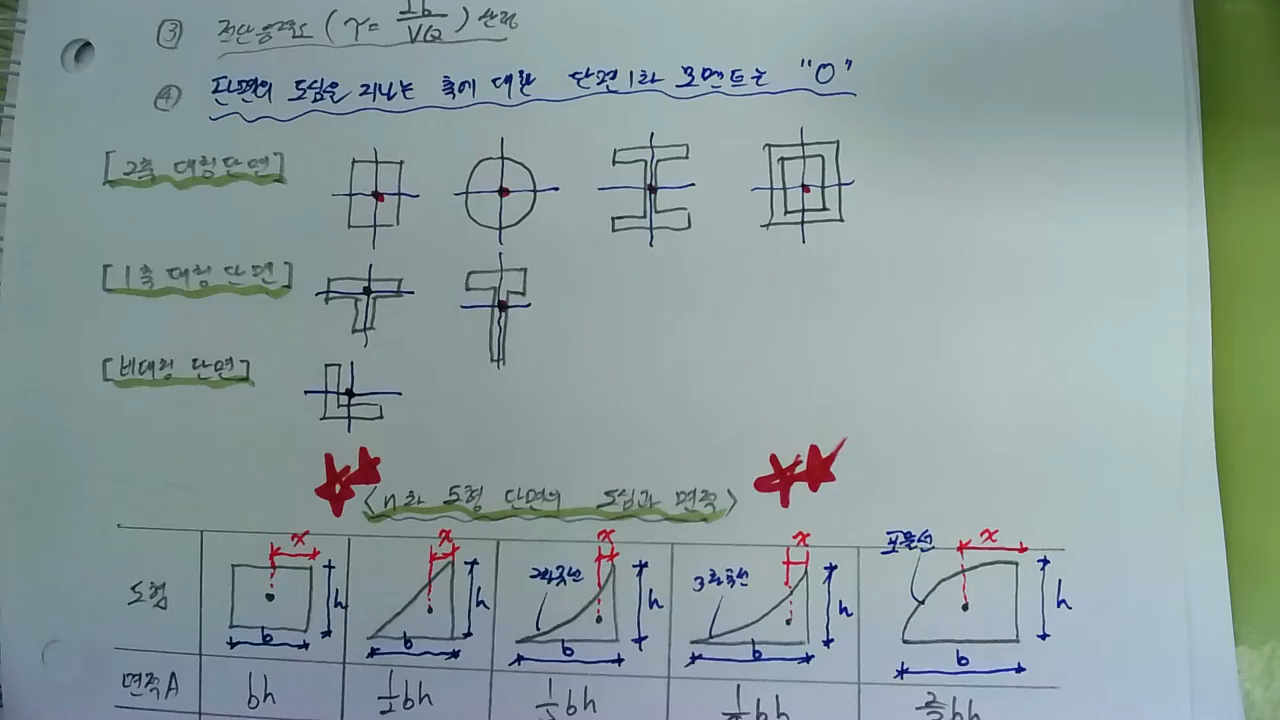 ③ 전단응력도 (τ= Ib/VQ) 산정
④ 단면의 도심을 지나는 축에 대한 단면1차 모멘트는 "0"
[2축 대칭단면]
[1축 대칭 단면]
[비대칭 단면]
<n차 도형 단면의 도심과 면적>
도형
x h b
x h b
x 2차곡선 h b
x 3차곡선 h b
포물선 x h b
면적A bh ½bh bh bh bh